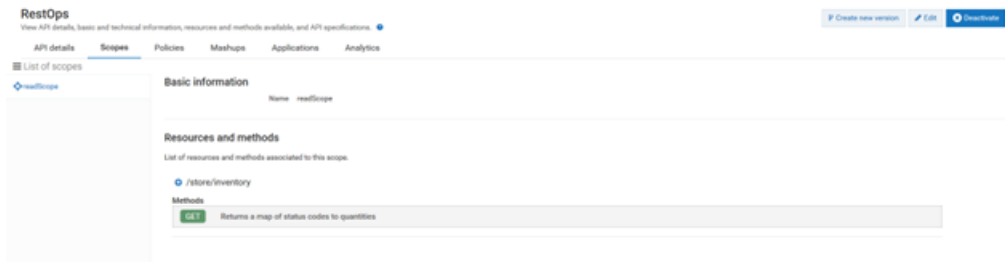 RestOps
View API details, basic and technical information, resources and methods available, and API specifications.
Create new version
Edit
Deactivate
API details Scopes Policies Mashups Applications Analytics
List of scopes
readScope
Basic information
Name readScope
Resources and methods
List of resources and methods associated to this scope.
/store/inventory
Methods
GET Returns a map of status codes to quantities